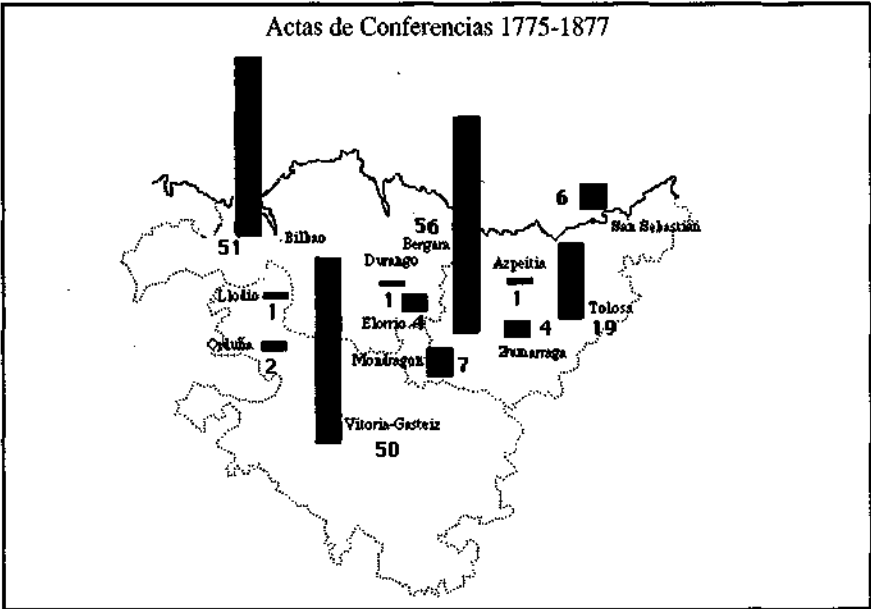 Actas de Conferencias 1775-1877
6
San Sebastián
56
Bergara
51
Bilbao
Durango
1
Azpeitia
1
Llodio
1
Elorrio 4
Tolosa
19
4
Zumarraga
Orduña
2
Mondragon
7
Vitoria-Gasteiz
50